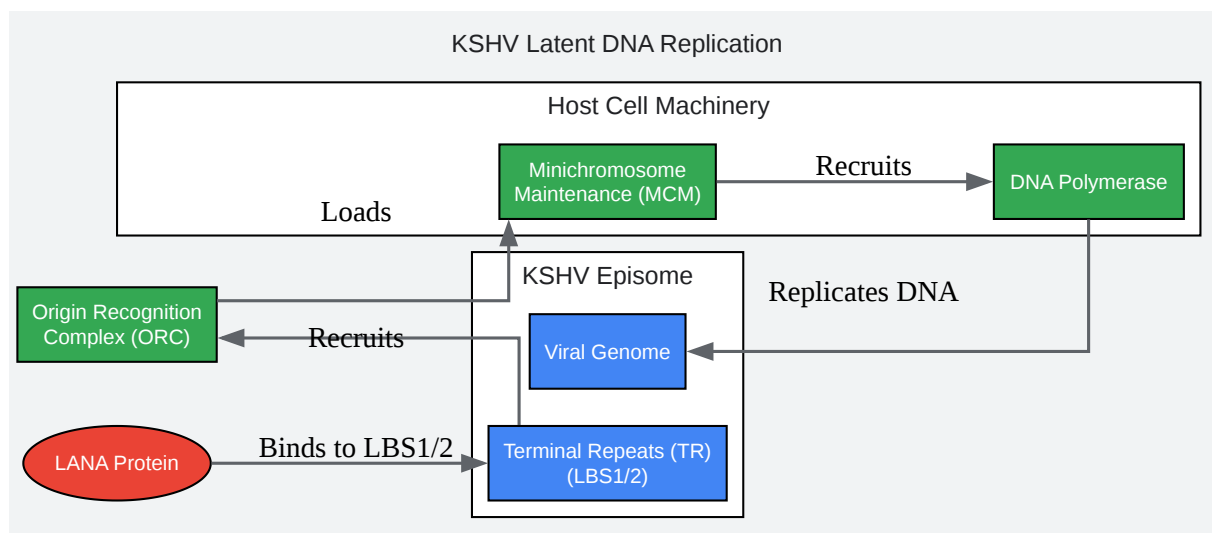 KSHV Latent DNA Replication
Host Cell Machinery
Minichromosome
Maintenance (MCM)
Recruits
DNA Polymerase
Loads
KSHV Episome
Origin Recognition
Complex (ORC)
Replicates DNA
Recruits
Viral Genome
LANA Protein
Binds to LBS1/2
Terminal Repeats (TR)
(LBS1/2)